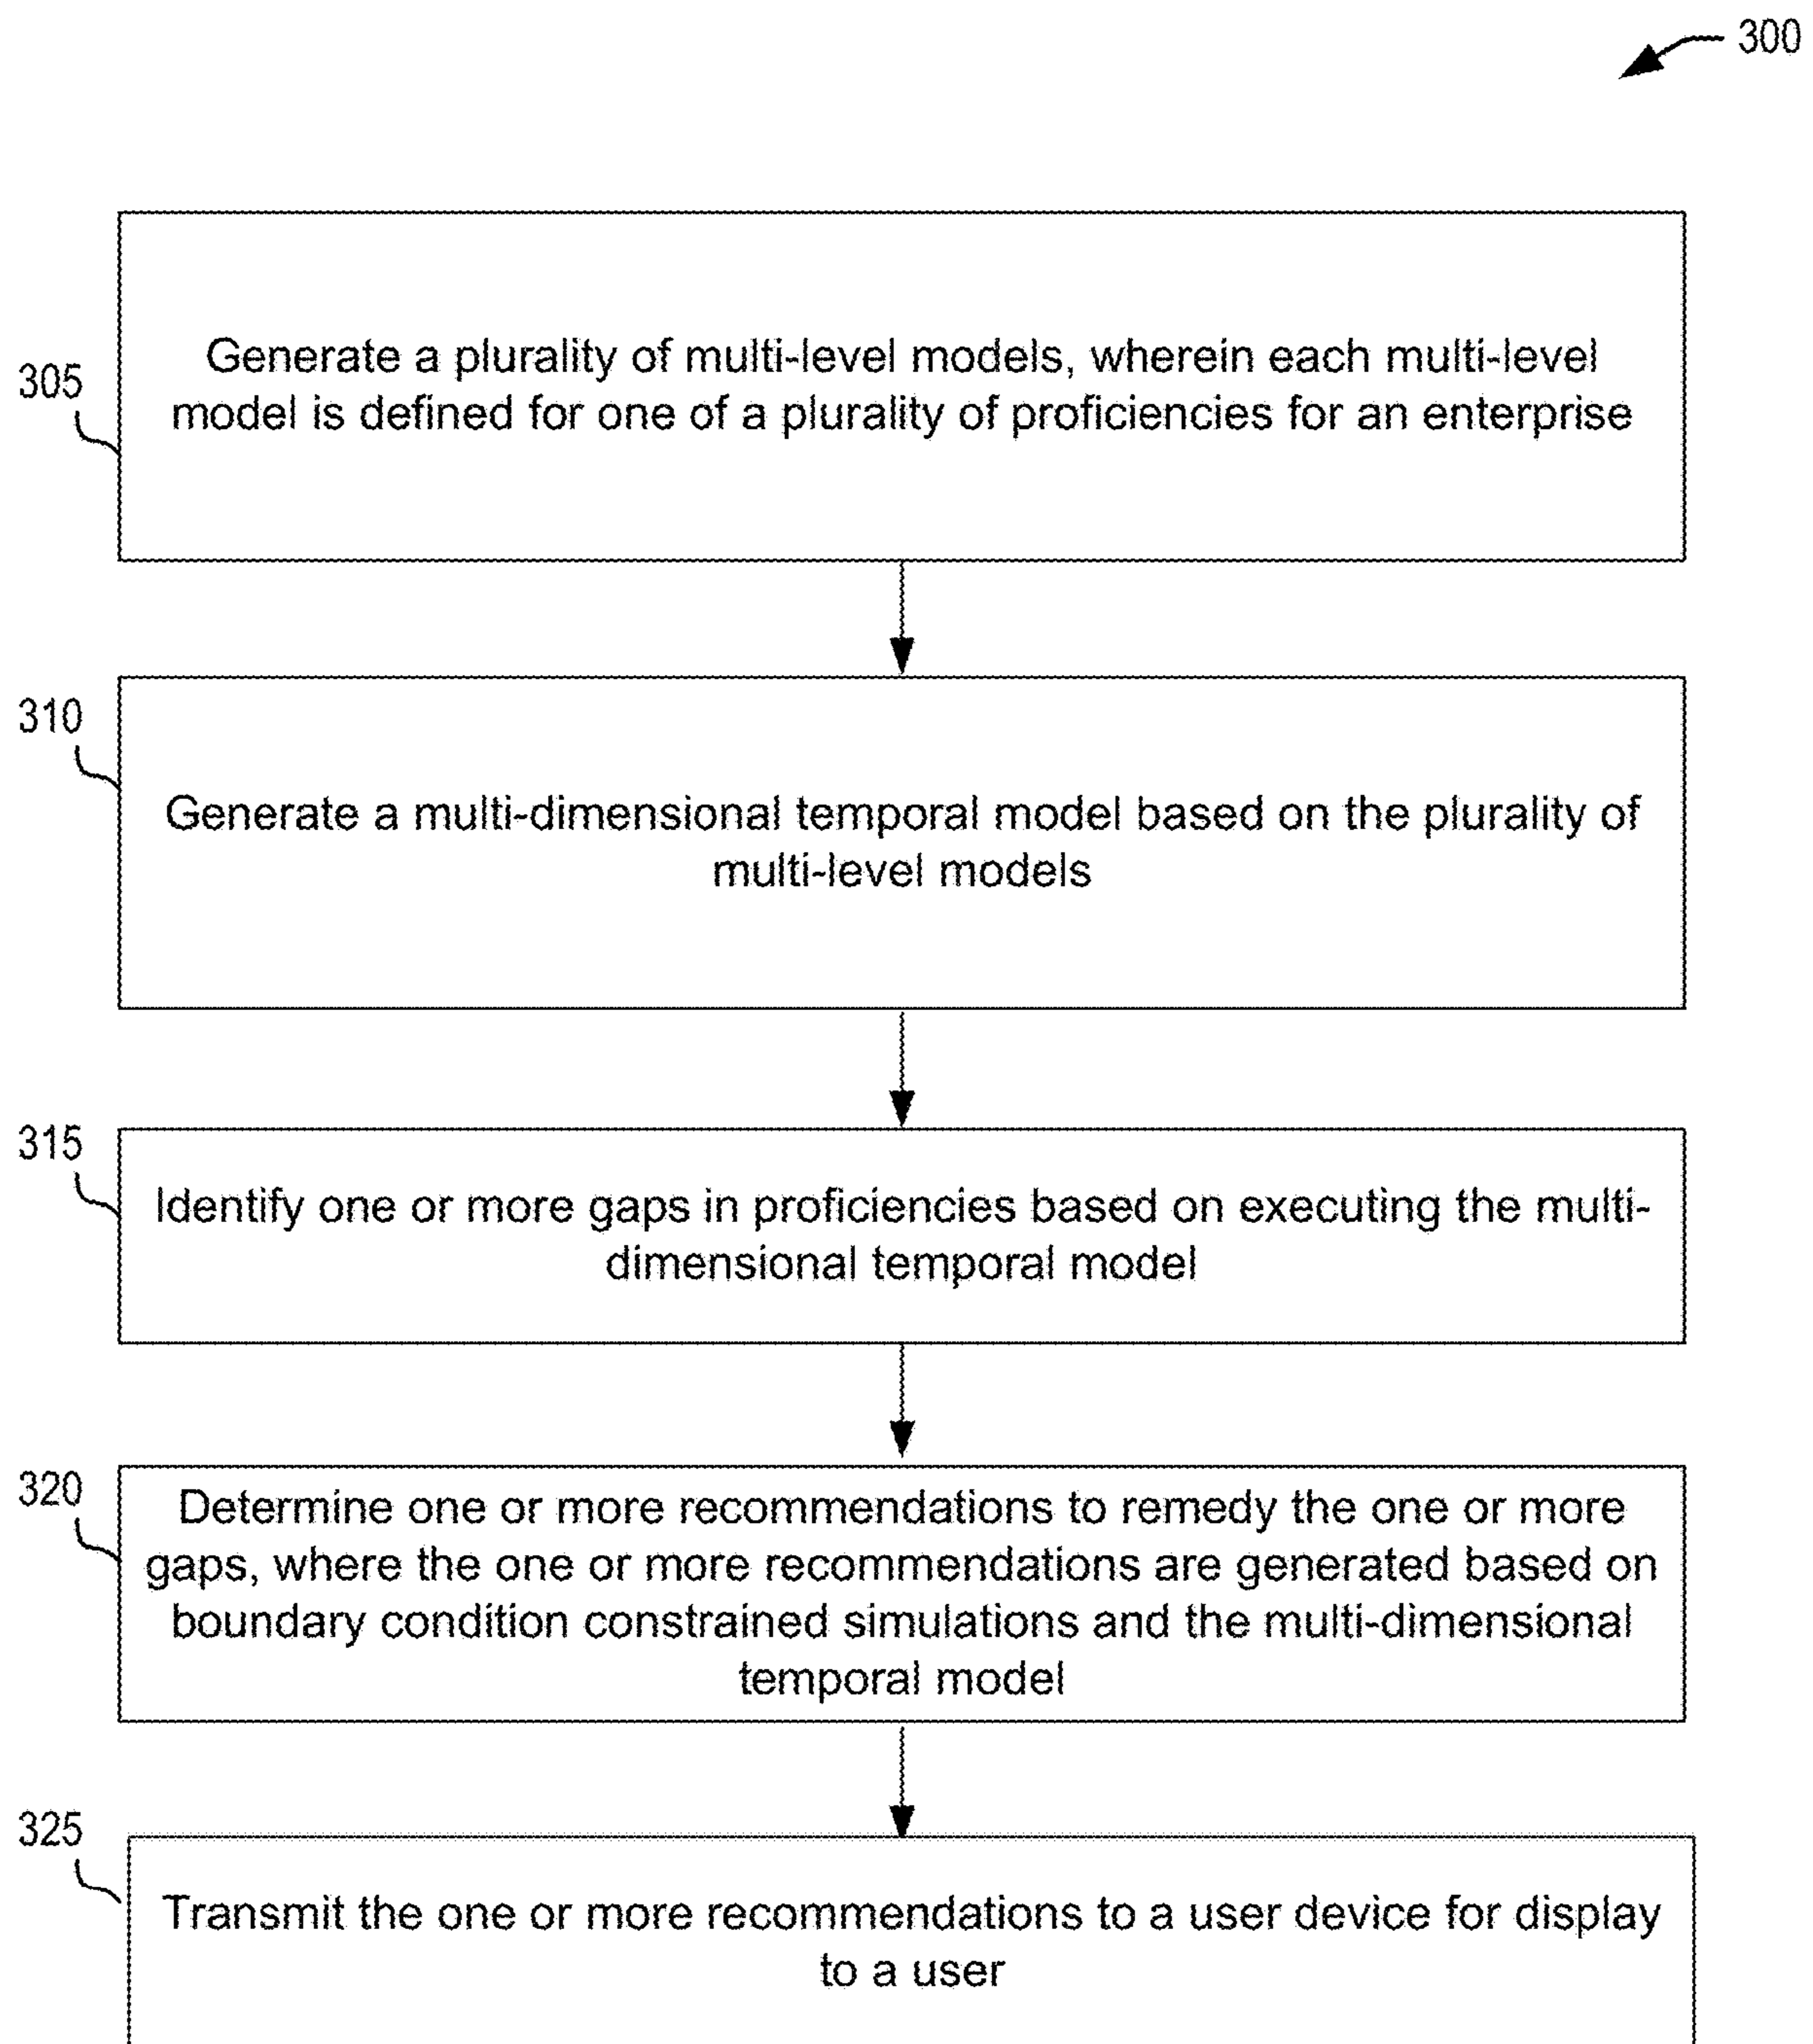 300
305
Generate a plurality of multi-level models, wherein each multi-level
model is defined for one of a plurality of proficiencies for an enterprise
310
Generate a multi-dimensional temporal model based on the plurality of
multi-level models
315
Identify one or more gaps in proficiencies based on executing the multi-
dimensional temporal model
320
Determine one or more recommendations to remedy the one or more
gaps, where the one or more recommendations are generated based on
boundary condition constrained simulations and the multi-dimensional
temporal model
325
Transmit the one or more recommendations to a user device for display
to a user